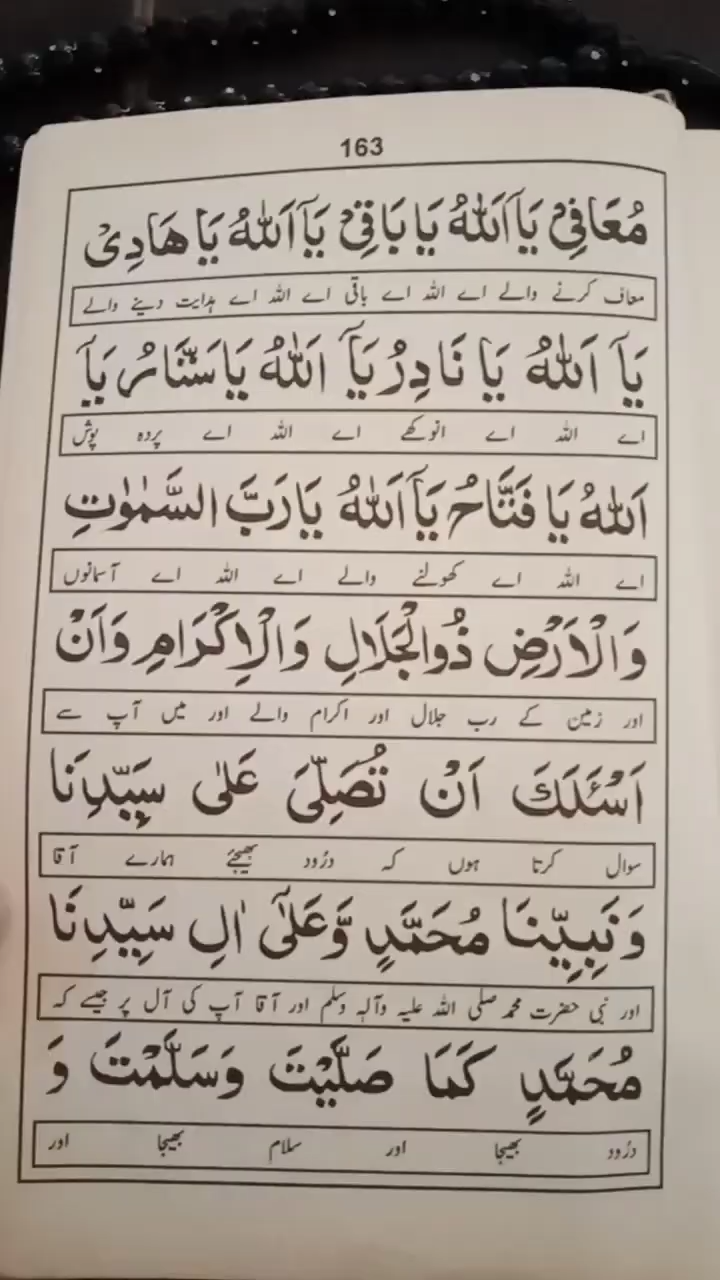 163
مُعَافِیْ یَاۤ اَللّٰهُ یَا بَاقِیْ یَاۤ اَللّٰهُ یَا هَادِیْ
معاف کرنے والے اے اللہ اے باقی اے اللہ اے ہدایت دینے والے
یَاۤ اَللّٰهُ یَا نَادِرُ یَاۤ اَللّٰهُ یَا سَتَّارُ یَاۤ
اے اللہ اے انوکھے اے اللہ اے پردہ پوش
اَللّٰهُ یَا فَتَّاحُ یَاۤ اَللّٰهُ یَا رَبَّ السَّمٰوٰتِ
اے اللہ اے کھولنے والے اے اللہ اے آسمانوں
وَالْاَرْضِ ذُوالْجَلَالِ وَالْاِکْرَامِ وَاَنْ
اور زمین کے رب جلال اور اکرام والے اور میں آپ سے
اَسْئَلَكَ اَنْ تُصَلِّیَ عَلٰی سَیِّدِنَا
سوال کرتا ہوں کہ درُود بھیجئے ہمارے آقا
وَنَبِیِّنَا مُحَمَّدٍ وَّعَلٰۤی اٰلِ سَیِّدِنَا
اور نبی حضرت محمد صلی اللہ علیہ وآلہٖ وسلم اور آقا آپ کی آل پر جیسے کہ
مُحَمَّدٍ کَمَا صَلَّیْتَ وَسَلَّمْتَ وَ
درُود بھیجا اور سلام بھیجا اور